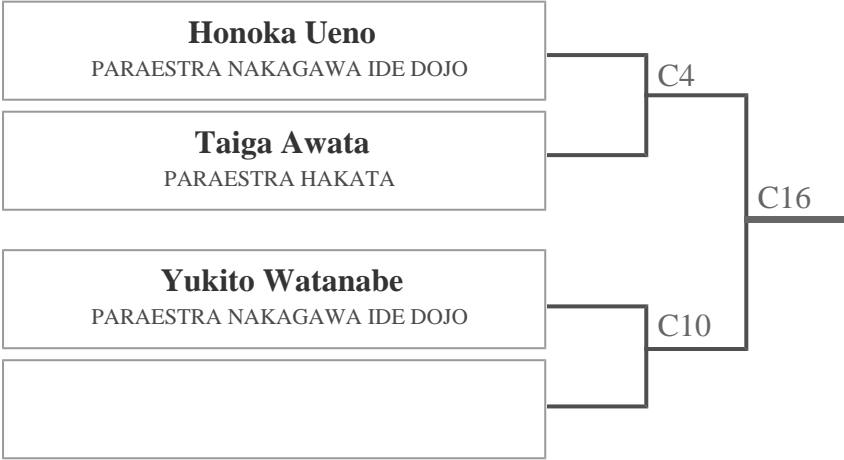 Honoka Ueno
PARAESTRA NAKAGAWA IDE DOJO
C4
Taiga Awata
PARAESTRA HAKATA
C16
Yukito Watanabe
PARAESTRA NAKAGAWA IDE DOJO
C10